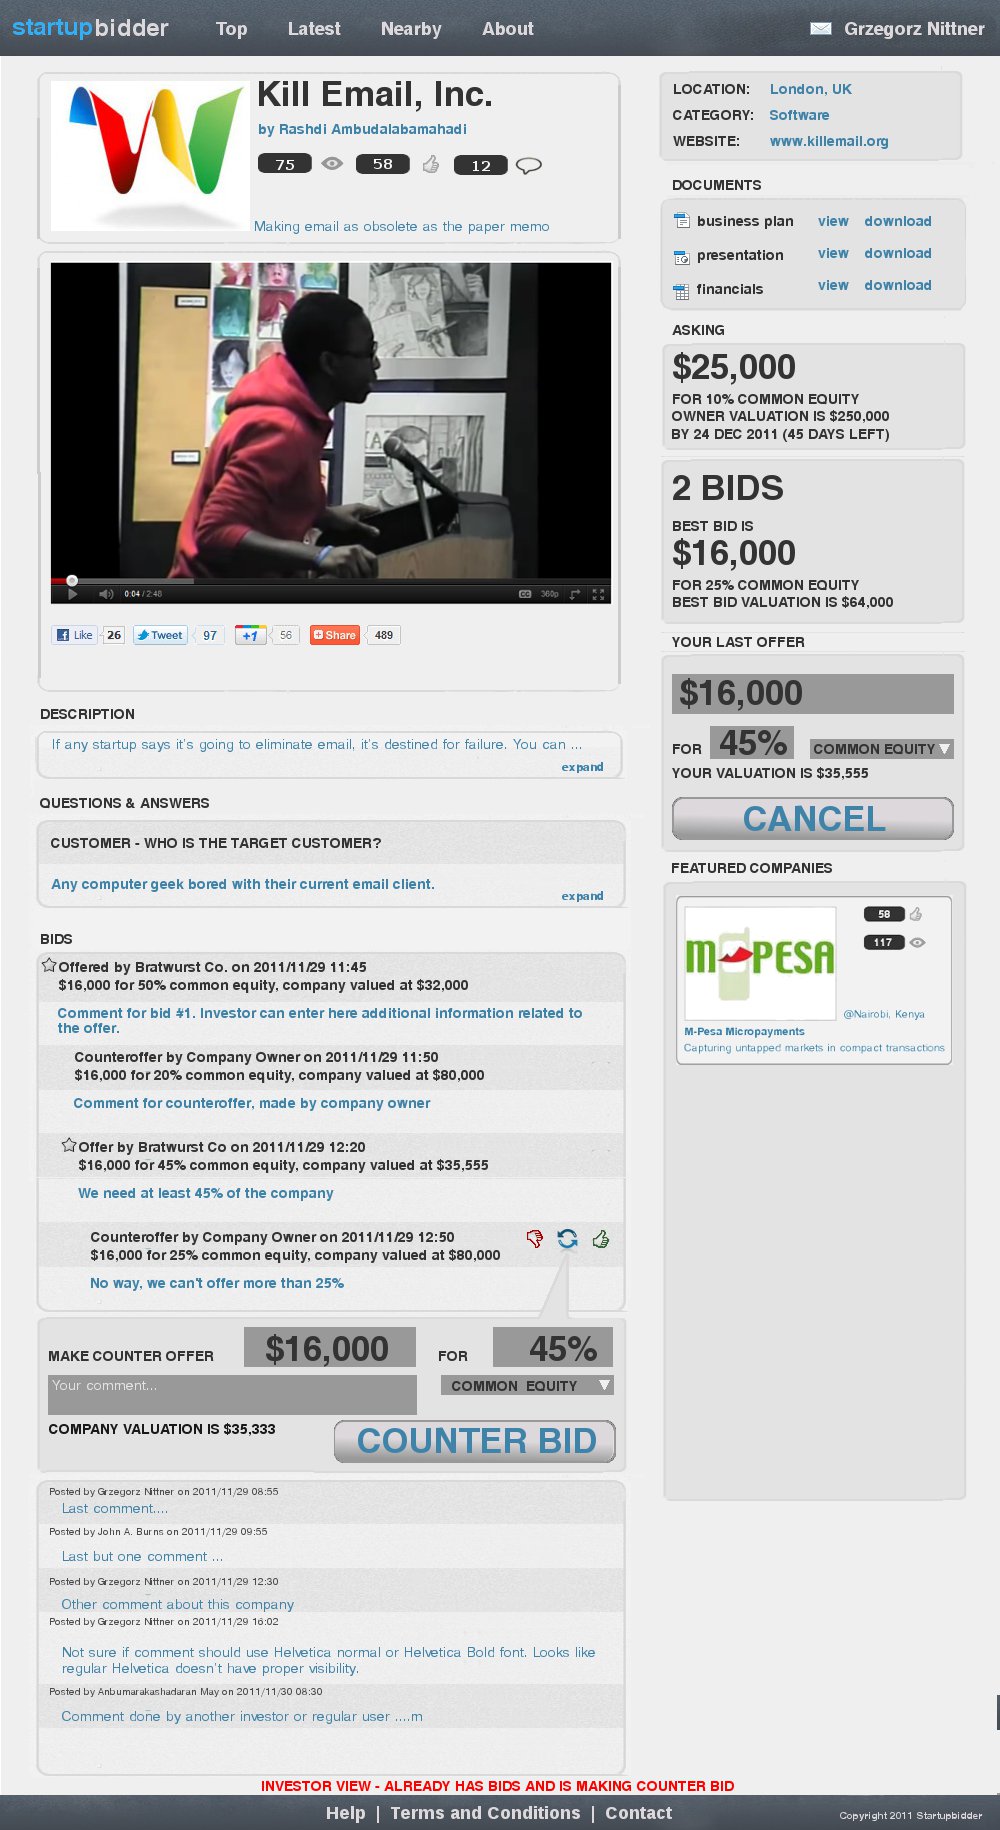 startupbidder Top Latest Nearby About Grzegorz Nittner
Kill Email, Inc.
by Rashdi Ambudalabamahadi
75 58 12
Making email as obsolete as the paper memo
0:04 / 2:48 CC 360p
Like 26 Tweet 97 +1 56 Share 489
DESCRIPTION
If any startup says it's going to eliminate email, it's destined for failure. You can ...
expand
QUESTIONS & ANSWERS
CUSTOMER - WHO IS THE TARGET CUSTOMER?
Any computer geek bored with their current email client.
expand
BIDS
Offered by Bratwurst Co. on 2011/11/29 11:45
$16,000 for 50% common equity, company valued at $32,000
Comment for bid #1. Investor can enter here additional information related to
the offer.
Counteroffer by Company Owner on 2011/11/29 11:50
$16,000 for 20% common equity, company valued at $80,000
Comment for counteroffer, made by company owner
Offer by Bratwurst Co on 2011/11/29 12:20
$16,000 for 45% common equity, company valued at $35,555
We need at least 45% of the company
Counteroffer by Company Owner on 2011/11/29 12:50
$16,000 for 25% common equity, company valued at $80,000
No way, we can't offer more than 25%
MAKE COUNTER OFFER $16,000 FOR 45%
Your comment...
COMMON EQUITY
COMPANY VALUATION IS $35,333
COUNTER BID
Posted by Grzegorz Nittner on 2011/11/29 08:55
Last comment....
Posted by John A. Burns on 2011/11/29 09:55
Last but one comment ...
Posted by Grzegorz Nittner on 2011/11/29 12:30
Other comment about this company
Posted by Grzegorz Nittner on 2011/11/29 16:02
Not sure if comment should use Helvetica normal or Helvetica Bold font. Looks like
regular Helvetica doesn't have proper visibility.
Posted by Anbumarakashadaran May on 2011/11/30 08:30
Comment done by another investor or regular user ....m
LOCATION: London, UK
CATEGORY: Software
WEBSITE: www.killemail.org
DOCUMENTS
business plan view download
presentation view download
financials view download
ASKING
$25,000
FOR 10% COMMON EQUITY
OWNER VALUATION IS $250,000
BY 24 DEC 2011 (45 DAYS LEFT)
2 BIDS
BEST BID IS
$16,000
FOR 25% COMMON EQUITY
BEST BID VALUATION IS $64,000
YOUR LAST OFFER
$16,000
FOR 45% COMMON EQUITY
YOUR VALUATION IS $35,555
CANCEL
FEATURED COMPANIES
58
117
M-PESA
@Nairobi, Kenya
M-Pesa Micropayments
Capturing untapped markets in compact transactions
INVESTOR VIEW - ALREADY HAS BIDS AND IS MAKING COUNTER BID
Help | Terms and Conditions | Contact
Copyright 2011 Startupbidder